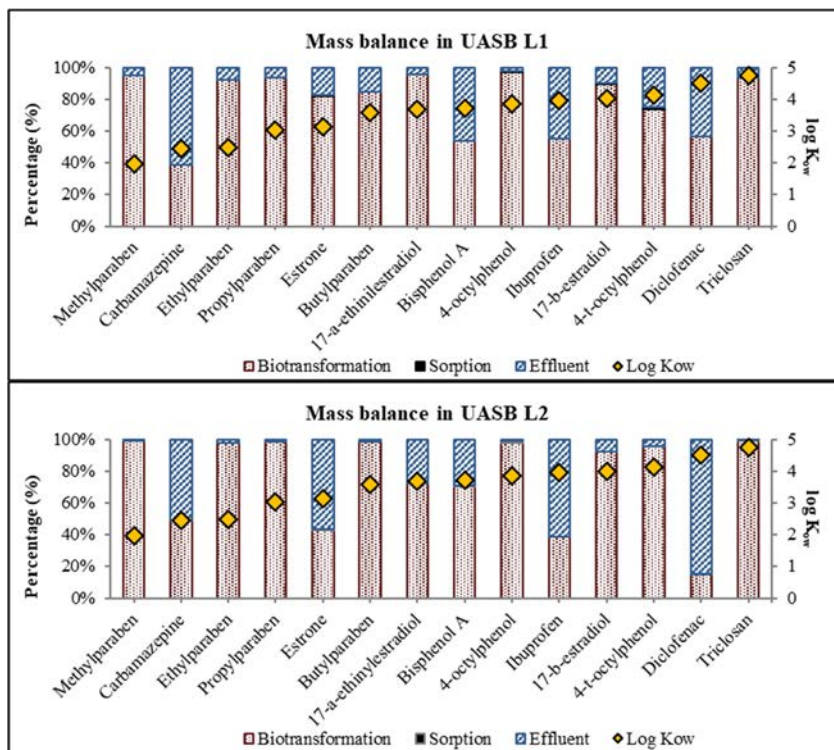 Mass balance in UASB L1
Percentage (%)
100%
80%
60%
40%
20%
0%
5
4
3
2
1
0
log Kow
Methylparaben
Carbamazepine
Ethylparaben
Propylparaben
Estrone
Butylparaben
17-a-ethinilestradiol
Bisphenol A
4-octylphenol
Ibuprofen
17-b-estradiol
4-t-octylphenol
Diclofenac
Triclosan
Biotransformation Sorption Effluent Log Kow
Mass balance in UASB L2
Percentage (%)
100%
80%
60%
40%
20%
0%
5
4
3
2
1
0
log Kow
Methylparaben
Carbamazepine
Ethylparaben
Propylparaben
Estrone
Butylparaben
17-a-ethinylestradiol
Bisphenol A
4-octylphenol
Ibuprofen
17-b-estradiol
4-t-octylphenol
Diclofenac
Triclosan
Biotransformation Sorption Effluent Log Kow